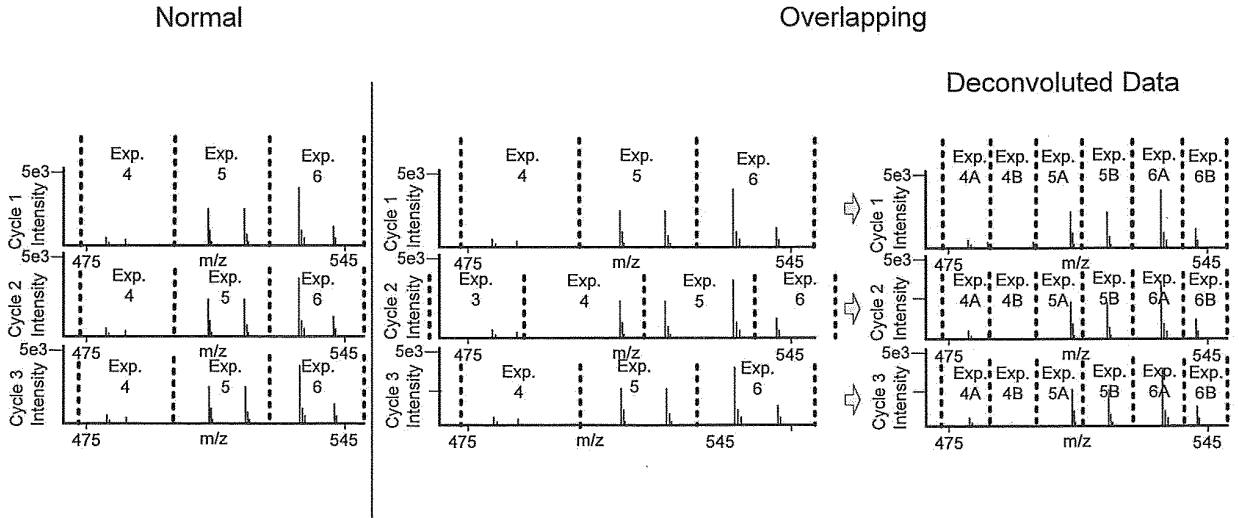 Normal
Overlapping
Deconvoluted Data
Exp. 4
Exp. 5
Exp. 6
5e3
Cycle 1
Intensity
475
m/z
545
Exp. 4
Exp. 5
Exp. 6
5e3
Cycle 2
Intensity
475
m/z
545
Exp. 4
Exp. 5
Exp. 6
5e3
Cycle 3
Intensity
475
m/z
545
Exp. 4
Exp. 5
Exp. 6
5e3
Cycle 1
Intensity
475
m/z
545
Exp. 3
Exp. 4
Exp. 5
Exp. 6
5e3
Cycle 2
Intensity
475
m/z
545
Exp. 4
Exp. 5
Exp. 6
5e3
Cycle 3
Intensity
475
m/z
545
Exp. 4A
Exp. 4B
Exp. 5A
Exp. 5B
Exp. 6A
Exp. 6B
5e3
Cycle 1
Intensity
475
m/z
545
Exp. 4A
Exp. 4B
Exp. 5A
Exp. 5B
Exp. 6A
Exp. 6B
5e3
Cycle 2
Intensity
475
m/z
545
Exp. 4A
Exp. 4B
Exp. 5A
Exp. 5B
Exp. 6A
Exp. 6B
5e3
Cycle 3
Intensity
475
m/z
545